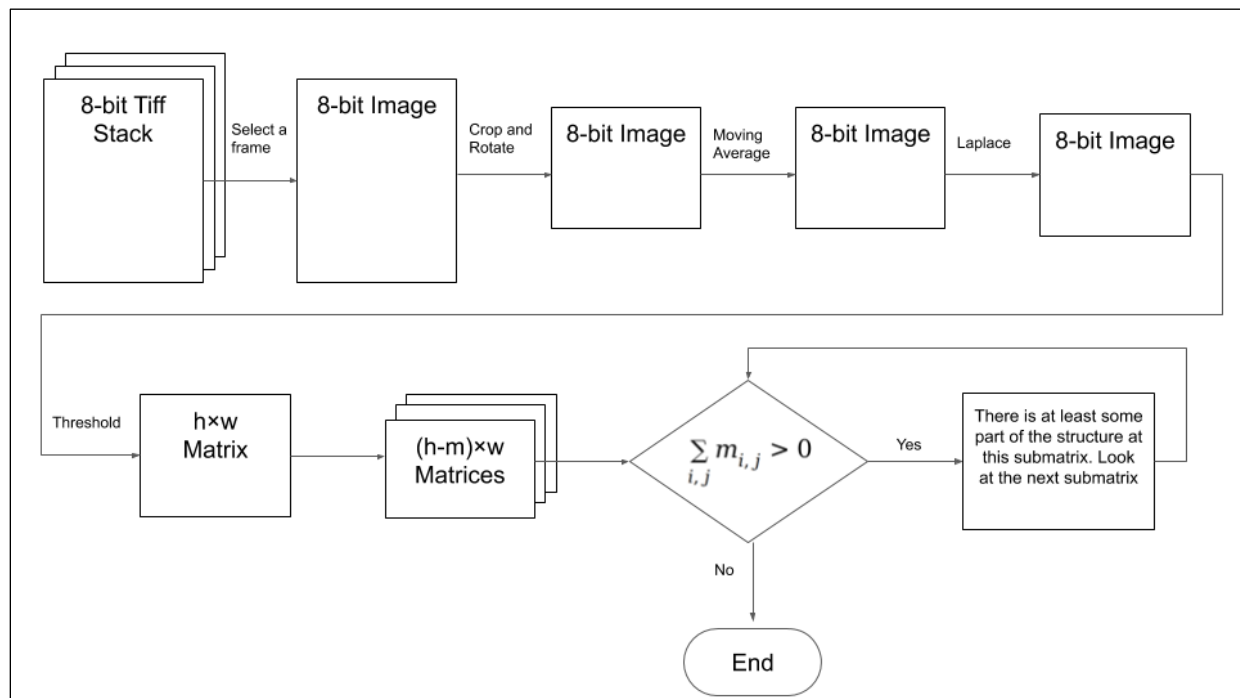 8-bit Tiff
Stack
Select a
frame
8-bit Image
Crop and
Rotate
8-bit Image
Moving
Average
8-bit Image
Laplace
8-bit Image
Threshold
h×w
Matrix
(h-m)×w
Matrices
∑ m_{i,j} > 0
i, j
Yes
There is at least some
part of the structure at
this submatrix. Look
at the next submatrix
No
End